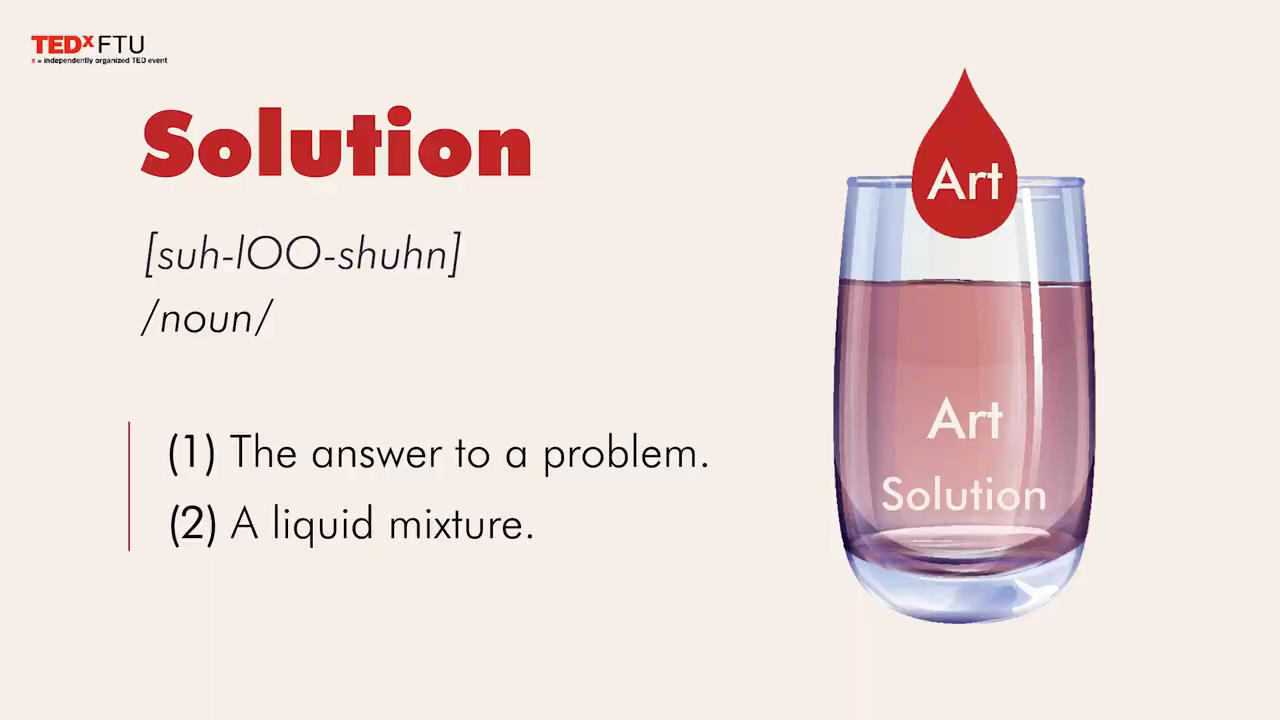 TEDxFTU
x = independently organized TED event
Solution
[suh-lOO-shuhn]
/noun/
(1) The answer to a problem.
(2) A liquid mixture.
Art
Art
Solution